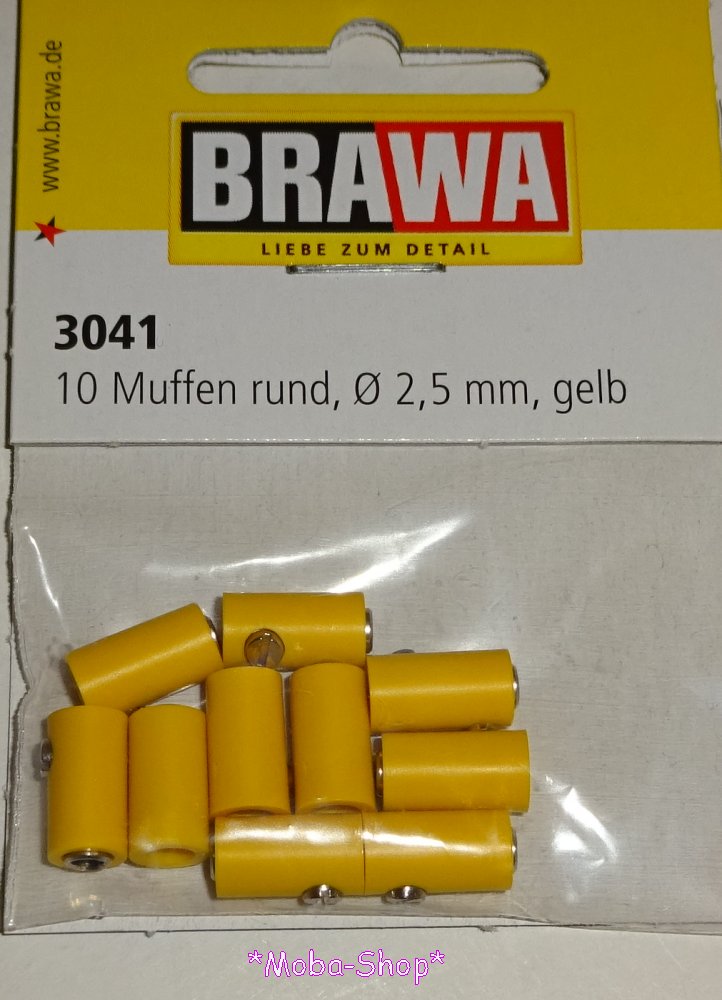 www.brawa.de
BRAWA
LIEBE ZUM DETAIL
3041
10 Muffen rund, Ø 2,5 mm, gelb
*Moba-Shop*